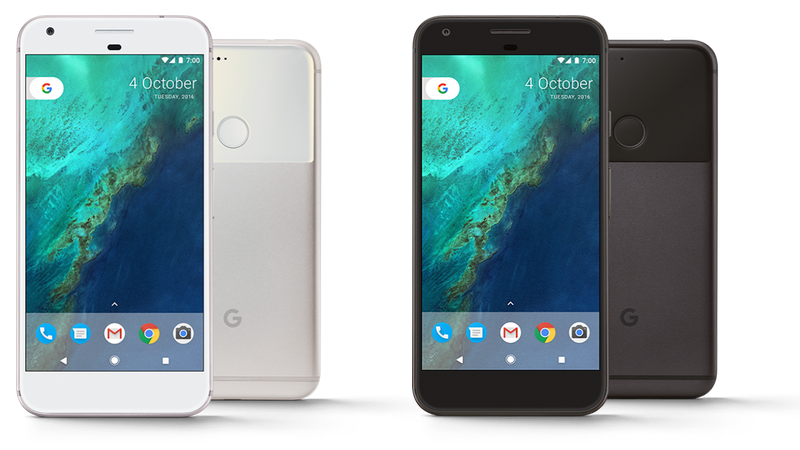 7:00
4 October
TUESDAY, 2016
G
G
7:00
4 October
TUESDAY, 2016
G
G